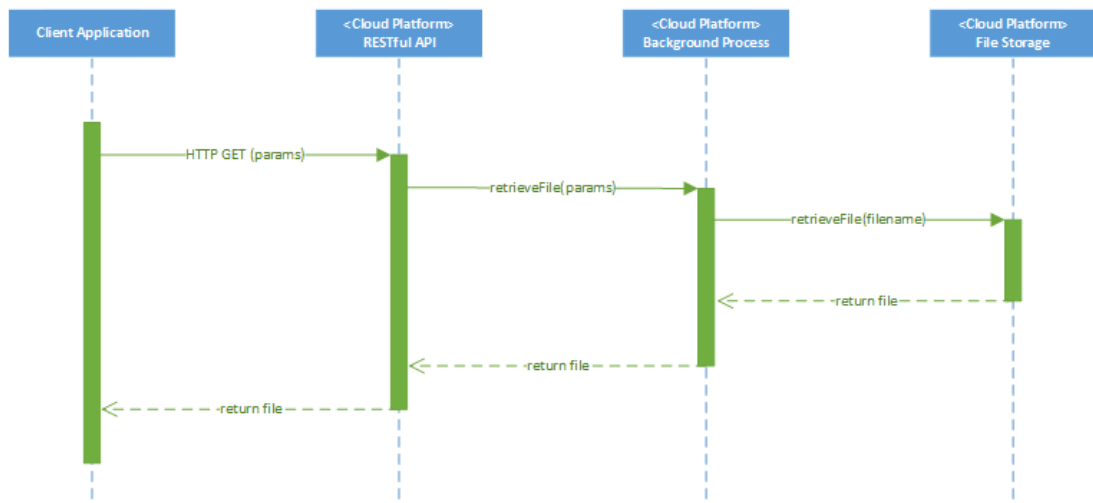 Client Application
<Cloud Platform>
RESTful API
<Cloud Platform>
Background Process
<Cloud Platform>
File Storage
HTTP GET (params)
retrieveFile(params)
retrieveFile(filename)
return file
return file
return file